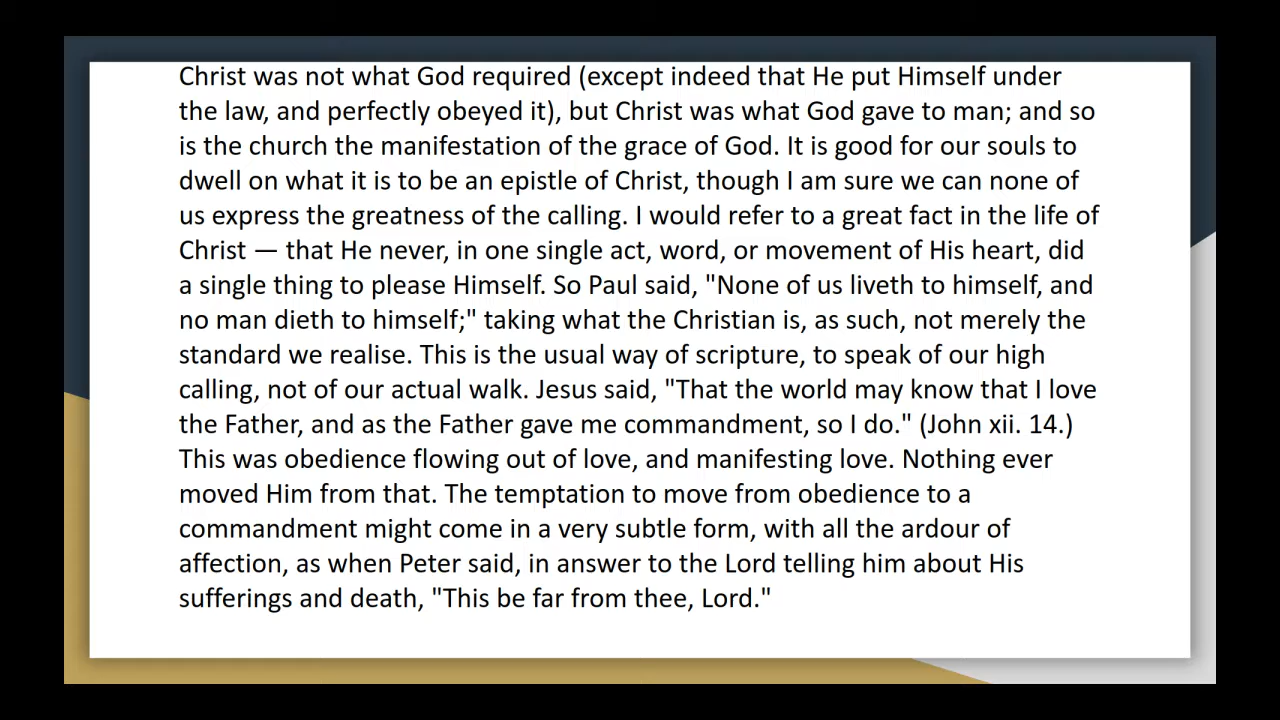 Christ was not what God required (except indeed that He put Himself under
the law, and perfectly obeyed it), but Christ was what God gave to man; and so
is the church the manifestation of the grace of God. It is good for our souls to
dwell on what it is to be an epistle of Christ, though I am sure we can none of
us express the greatness of the calling. I would refer to a great fact in the life of
Christ — that He never, in one single act, word, or movement of His heart, did
a single thing to please Himself. So Paul said, "None of us liveth to himself, and
no man dieth to himself;" taking what the Christian is, as such, not merely the
standard we realise. This is the usual way of scripture, to speak of our high
calling, not of our actual walk. Jesus said, "That the world may know that I love
the Father, and as the Father gave me commandment, so I do." (John xii. 14.)
This was obedience flowing out of love, and manifesting love. Nothing ever
moved Him from that. The temptation to move from obedience to a
commandment might come in a very subtle form, with all the ardour of
affection, as when Peter said, in answer to the Lord telling him about His
sufferings and death, "This be far from thee, Lord."